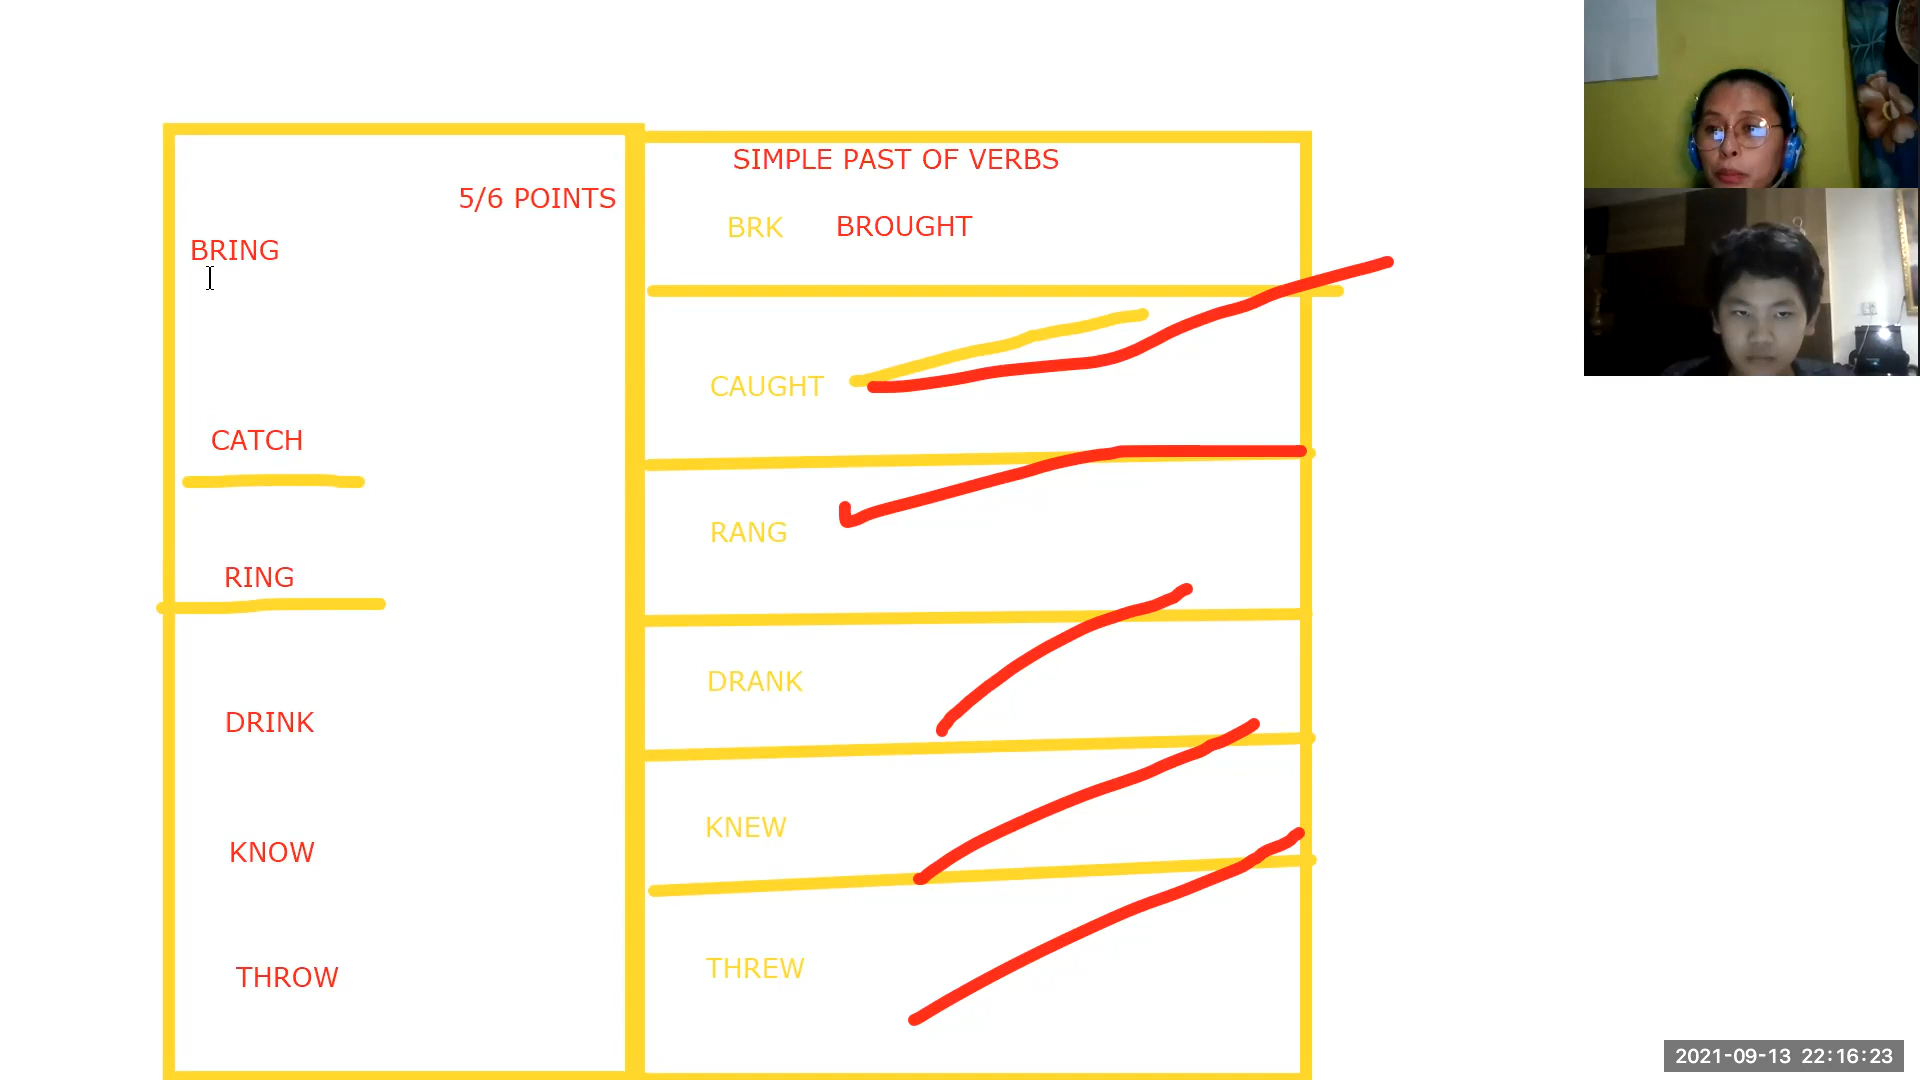 SIMPLE PAST OF VERBS
5/6 POINTS
BRING
BRK BROUGHT
CATCH
CAUGHT
RING
RANG
DRINK
DRANK
KNOW
KNEW
THROW
THREW
2021-09-13 22:16:23